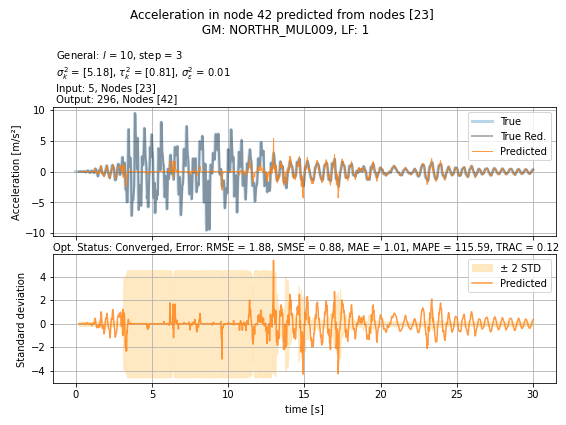 Acceleration in node 42 predicted from nodes [23]
GM: NORTHR_MUL009, LF: 1
General: l = 10, step = 3
σ²ₖ = [5.18], τ²ₖ = [0.81], σ²ε = 0.01
Input: 5, Nodes [23]
Output: 296, Nodes [42]
10
5
0
−5
−10
Acceleration [m/s²]
True
True Red.
Predicted
Opt. Status: Converged, Error: RMSE = 1.88, SMSE = 0.88, MAE = 1.01, MAPE = 115.59, TRAC = 0.12
4
2
0
−2
−4
Standard deviation
± 2 STD
Predicted
0 5 10 15 20 25 30
time [s]